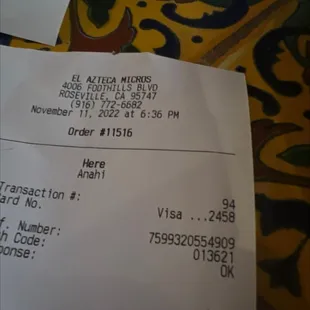 EL AZTECA MICROS
4006 FOOTHILLS BLVD
ROSEVILLE, CA 95747
(916) 772-6682
November 11, 2022 at 6:36 PM
Order #11516
Here
Anahi
Transaction #: 94
ard No. Visa ...2458
f. Number: 7599320554909
h Code: 013621
ponse: OK